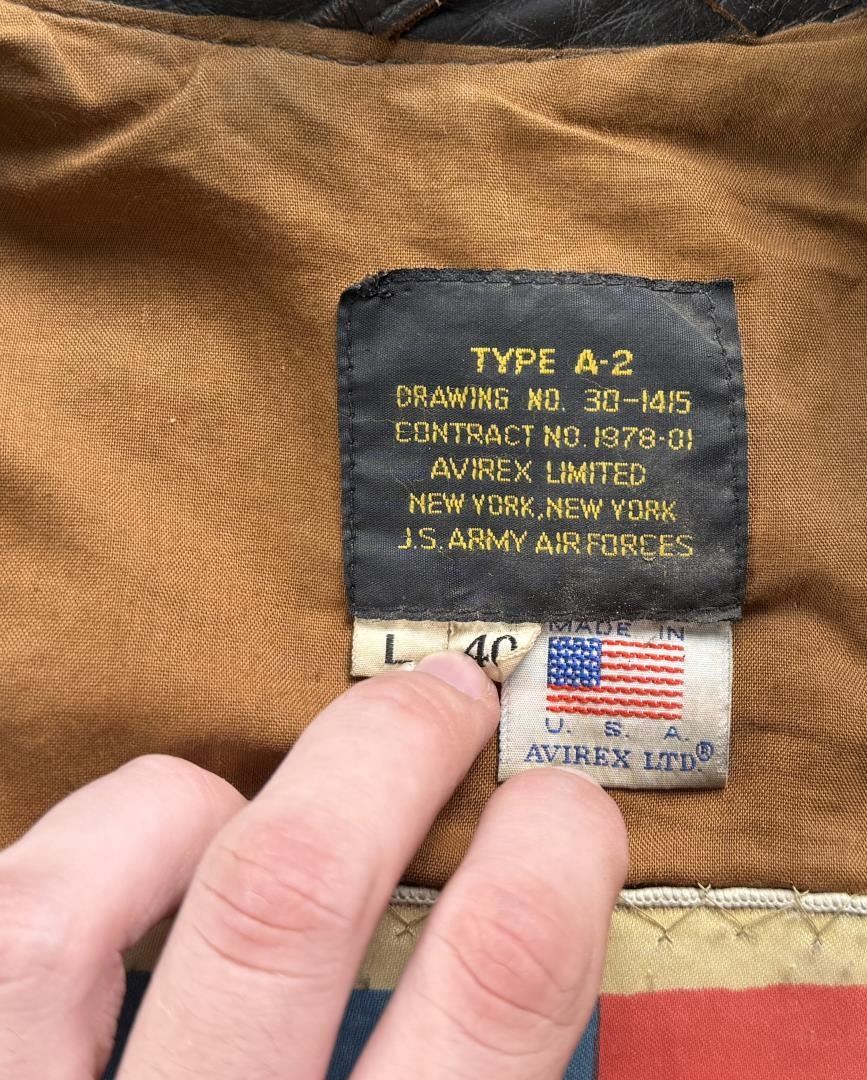 TYPE A-2
DRAWING NO. 30-1415
CONTRACT NO. 1978-01
AVIREX LIMITED
NEW YORK, NEW YORK
U.S. ARMY AIR FORCES
L 40
MADE IN
U. S. A.
AVIREX LTD.®